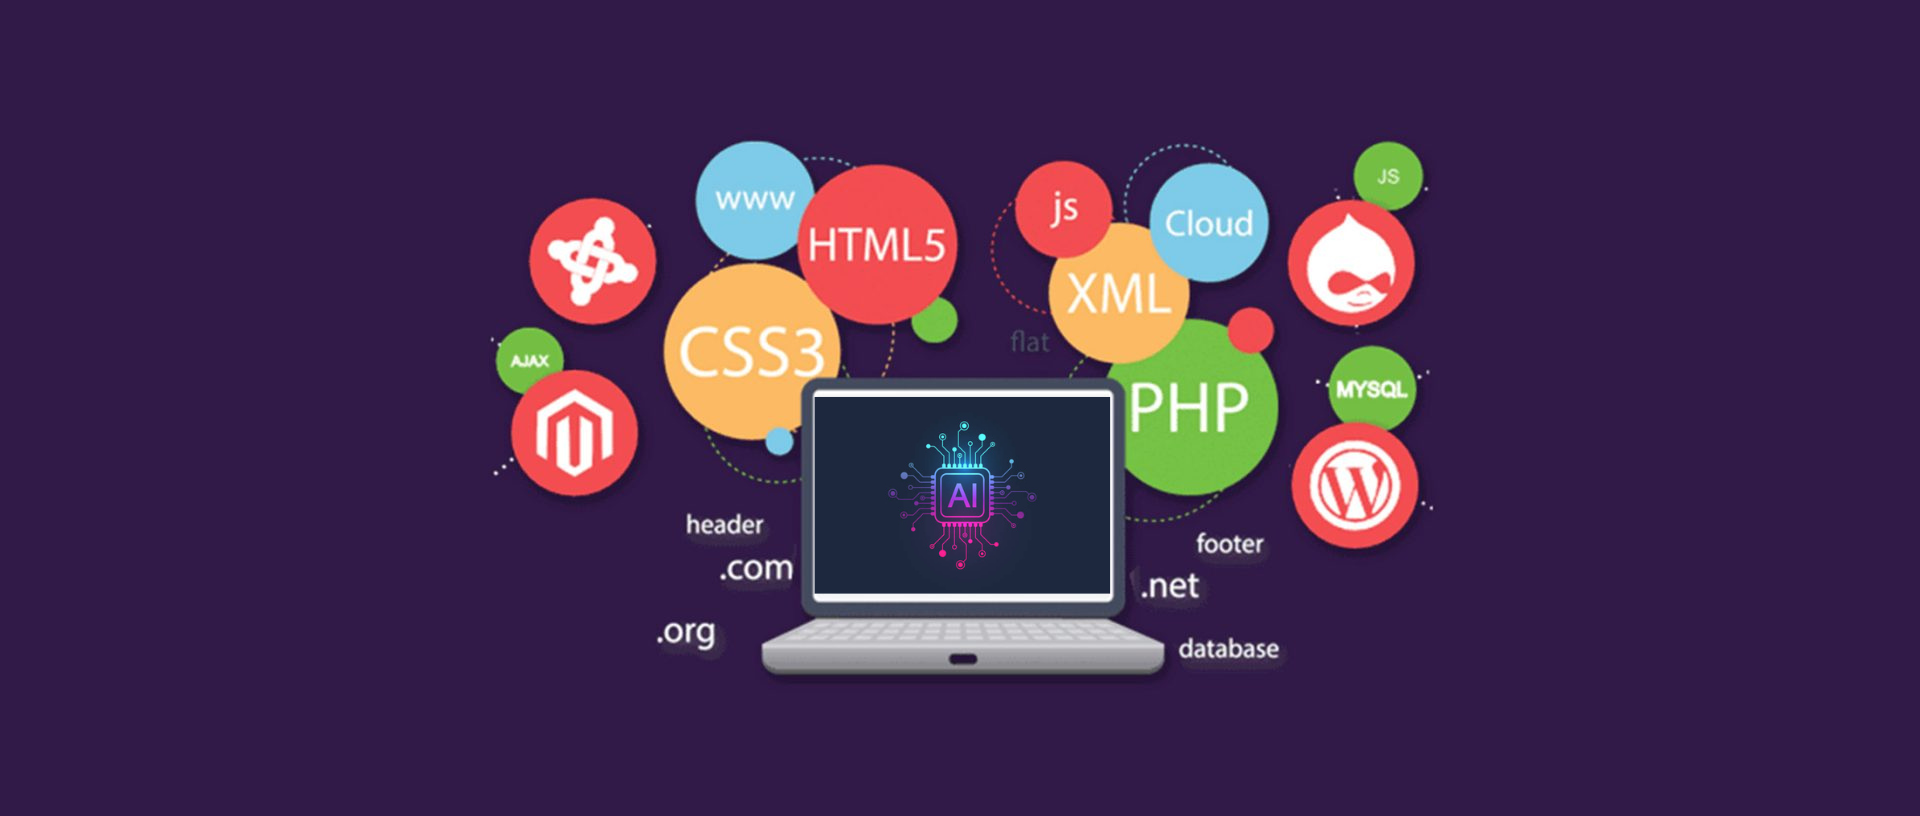 www
HTML5
CSS3
AJAX
js
Cloud
XML
JS
flat
PHP
MYSQL
AI
header
.com
.org
footer
.net
database